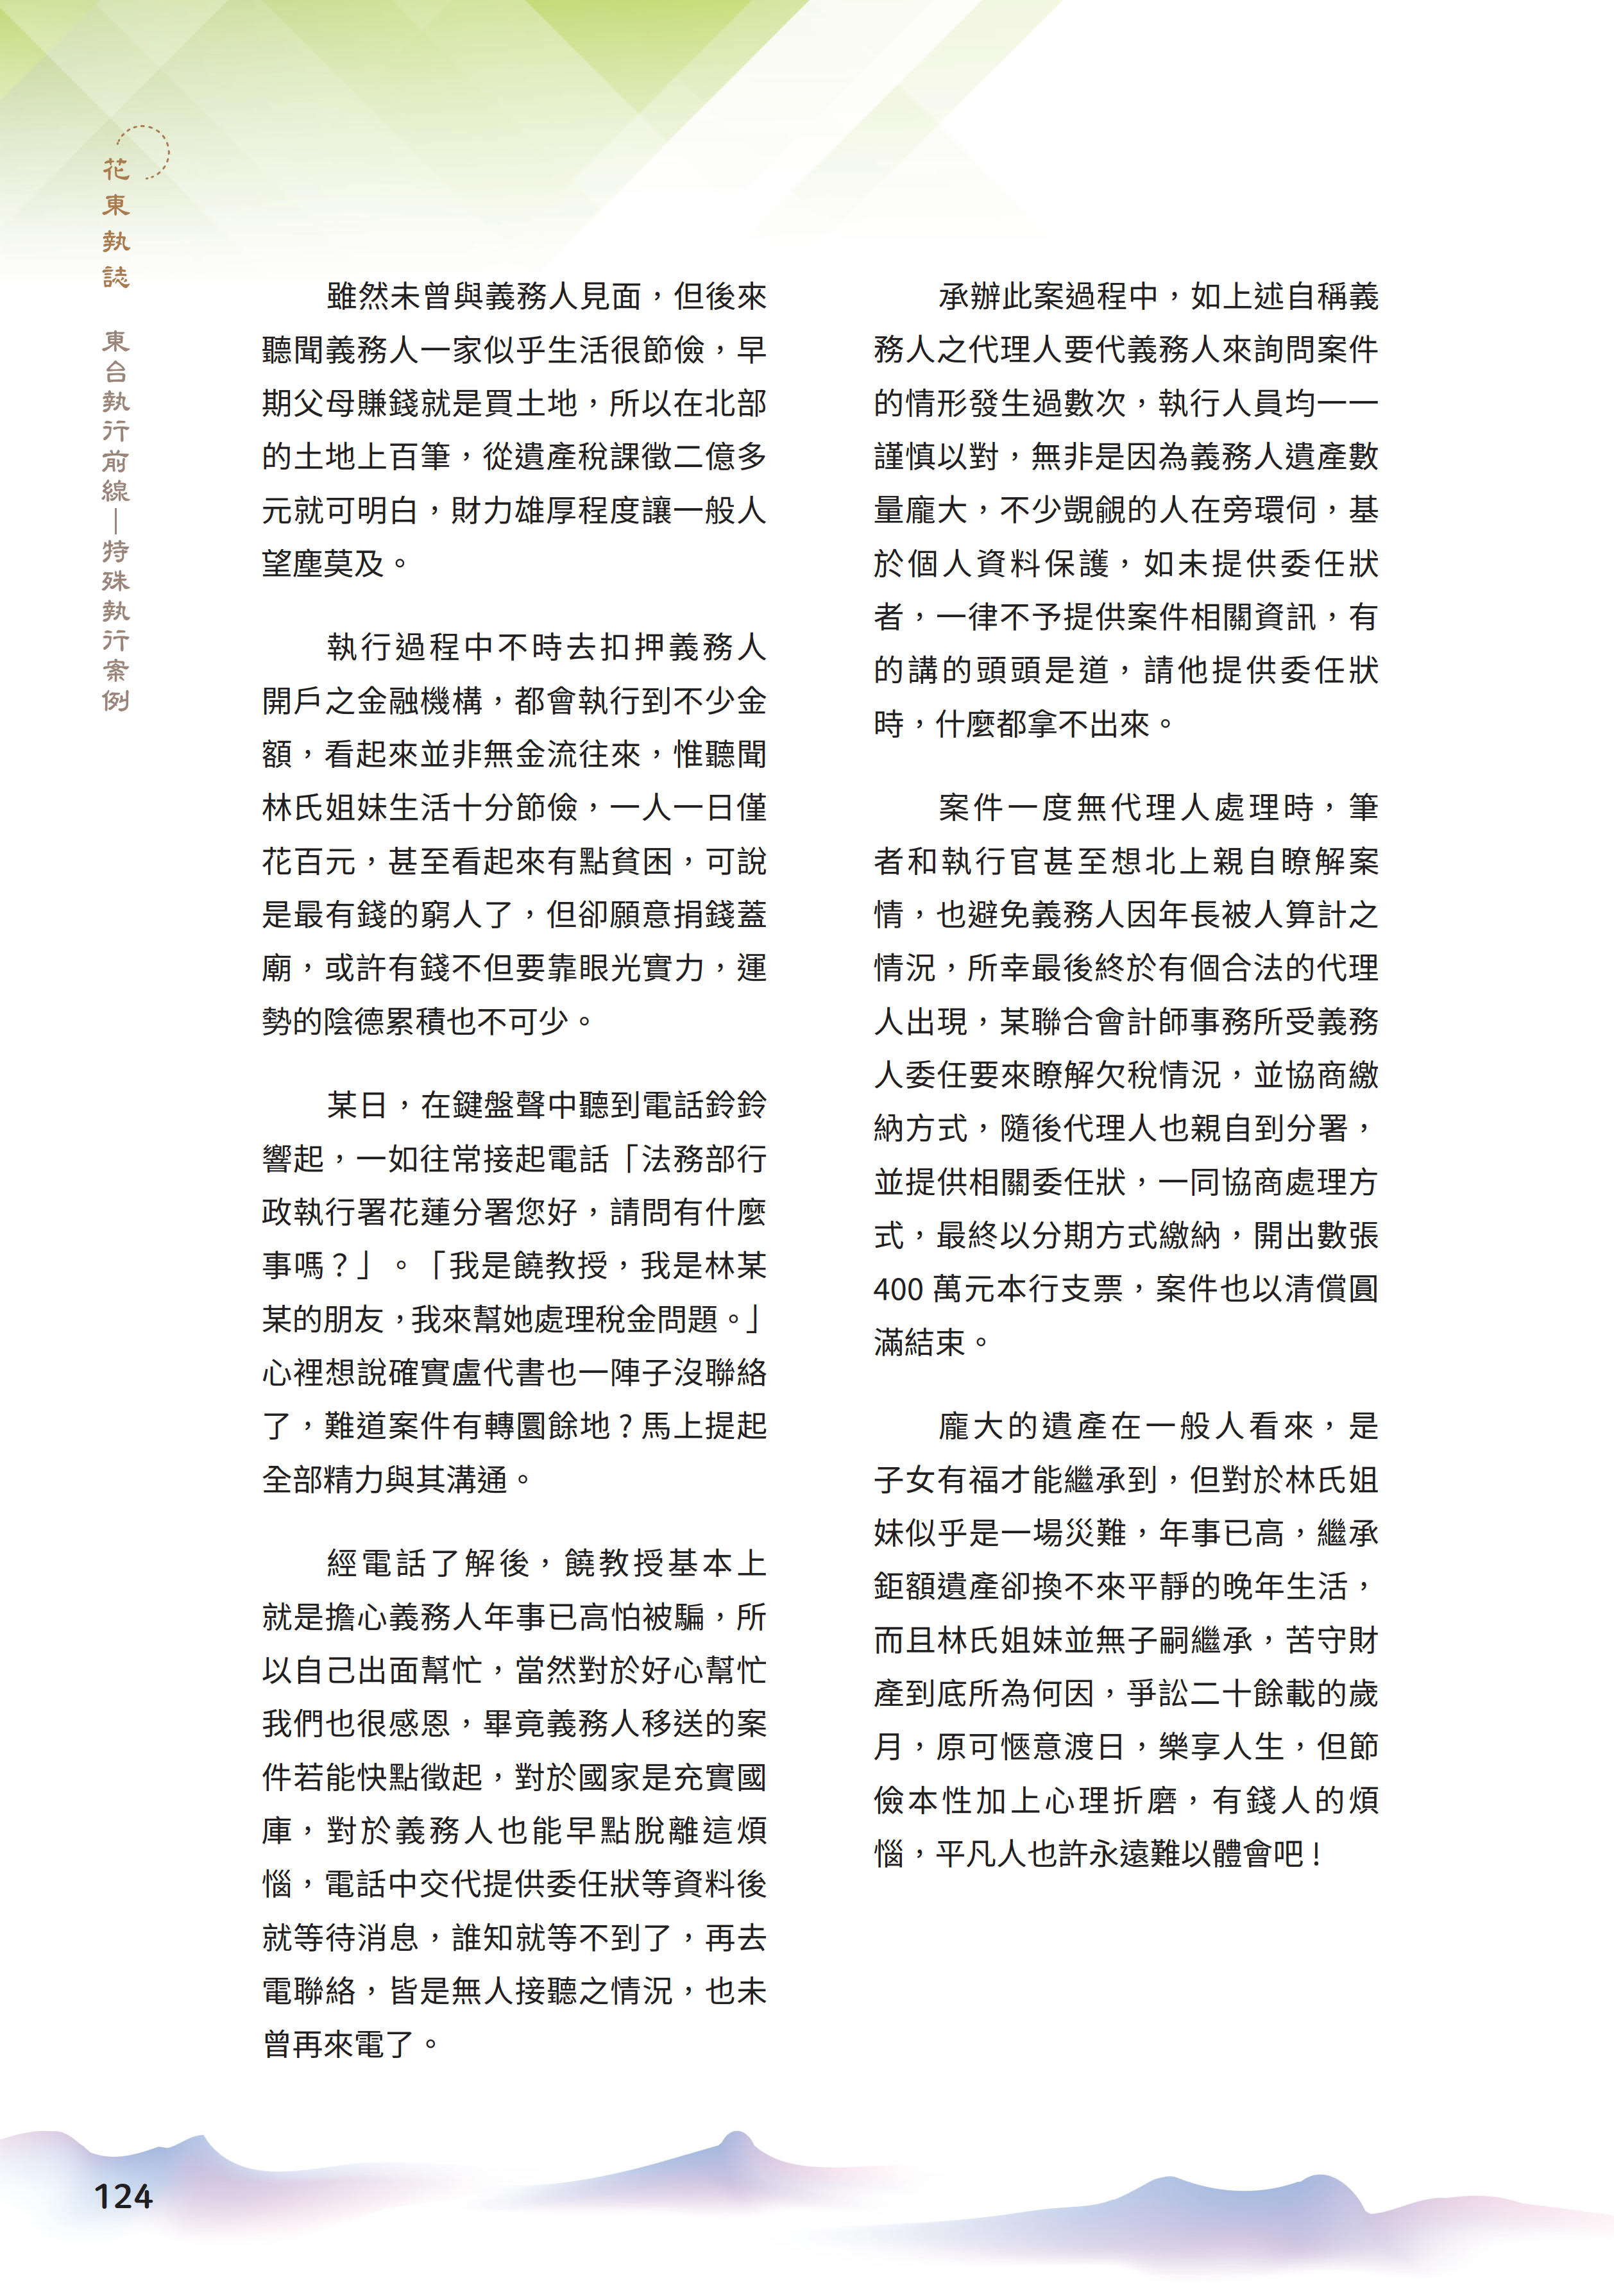 花東執誌
東台執行前線—特殊執行案例
雖然未曾與義務人見面，但後來
聽聞義務人一家似乎生活很節儉，早
期父母賺錢就是買土地，所以在北部
的土地上百筆，從遺產稅課徵二億多
元就可明白，財力雄厚程度讓一般人
望塵莫及。
執行過程中不時去扣押義務人
開戶之金融機構，都會執行到不少金
額，看起來並非無金流往來，惟聽聞
林氏姐妹生活十分節儉，一人一日僅
花百元，甚至看起來有點貧困，可說
是最有錢的窮人了，但卻願意捐錢蓋
廟，或許有錢不但要靠眼光實力，運
勢的陰德累積也不可少。
某日，在鍵盤聲中聽到電話鈴鈴
響起，一如往常接起電話「法務部行
政執行署花蓮分署您好，請問有什麼
事嗎？」。「我是饒教授，我是林某
某的朋友，我來幫她處理稅金問題。」
心裡想說確實盧代書也一陣子沒聯絡
了，難道案件有轉圜餘地？馬上提起
全部精力與其溝通。
經電話了解後，饒教授基本上
就是擔心義務人年事已高怕被騙，所
以自己出面幫忙，當然對於好心幫忙
我們也很感恩，畢竟義務人移送的案
件若能快點徵起，對於國家是充實國
庫，對於義務人也能早點脫離這煩
惱，電話中交代提供委任狀等資料後
就等待消息，誰知就等不到了，再去
電聯絡，皆是無人接聽之情況，也未
曾再來電了。
承辦此案過程中，如上述自稱義
務人之代理人要代義務人來詢問案件
的情形發生過數次，執行人員均一一
謹慎以對，無非是因為義務人遺產數
量龐大，不少覬覦的人在旁環伺，基
於個人資料保護，如未提供委任狀
者，一律不予提供案件相關資訊，有
的講的頭頭是道，請他提供委任狀
時，什麼都拿不出來。
案件一度無代理人處理時，筆
者和執行官甚至想北上親自瞭解案
情，也避免義務人因年長被人算計之
情況，所幸最後終於有個合法的代理
人出現，某聯合會計師事務所受義務
人委任要來瞭解欠稅情況，並協商繳
納方式，隨後代理人也親自到分署，
並提供相關委任狀，一同協商處理方
式，最終以分期方式繳納，開出數張
400 萬元本行支票，案件也以清償圓
滿結束。
龐大的遺產在一般人看來，是
子女有福才能繼承到，但對於林氏姐
妹似乎是一場災難，年事已高，繼承
鉅額遺產卻換不來平靜的晚年生活，
而且林氏姐妹並無子嗣繼承，苦守財
產到底所為何因，爭訟二十餘載的歲
月，原可愜意渡日，樂享人生，但節
儉本性加上心理折磨，有錢人的煩
惱，平凡人也許永遠難以體會吧！
124